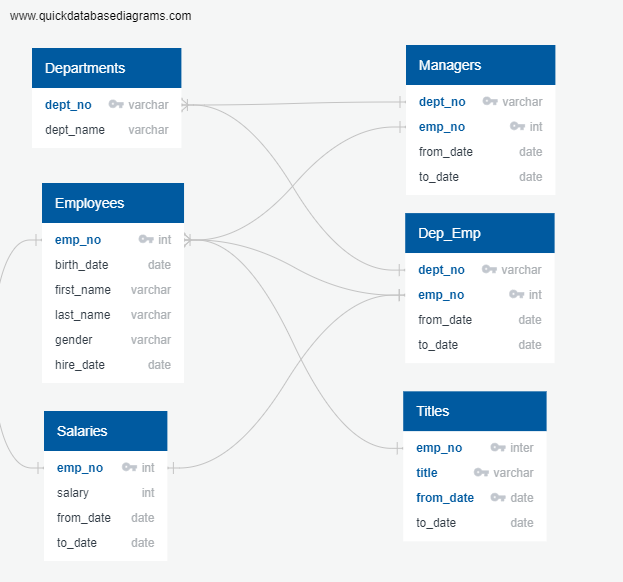 www.quickdatabasediagrams.com
Departments
dept_no varchar
dept_name varchar
Employees
emp_no int
birth_date date
first_name varchar
last_name varchar
gender varchar
hire_date date
Salaries
emp_no int
salary int
from_date date
to_date date
Managers
dept_no varchar
emp_no int
from_date date
to_date date
Dep_Emp
dept_no varchar
emp_no int
from_date date
to_date date
Titles
emp_no inter
title varchar
from_date date
to_date date